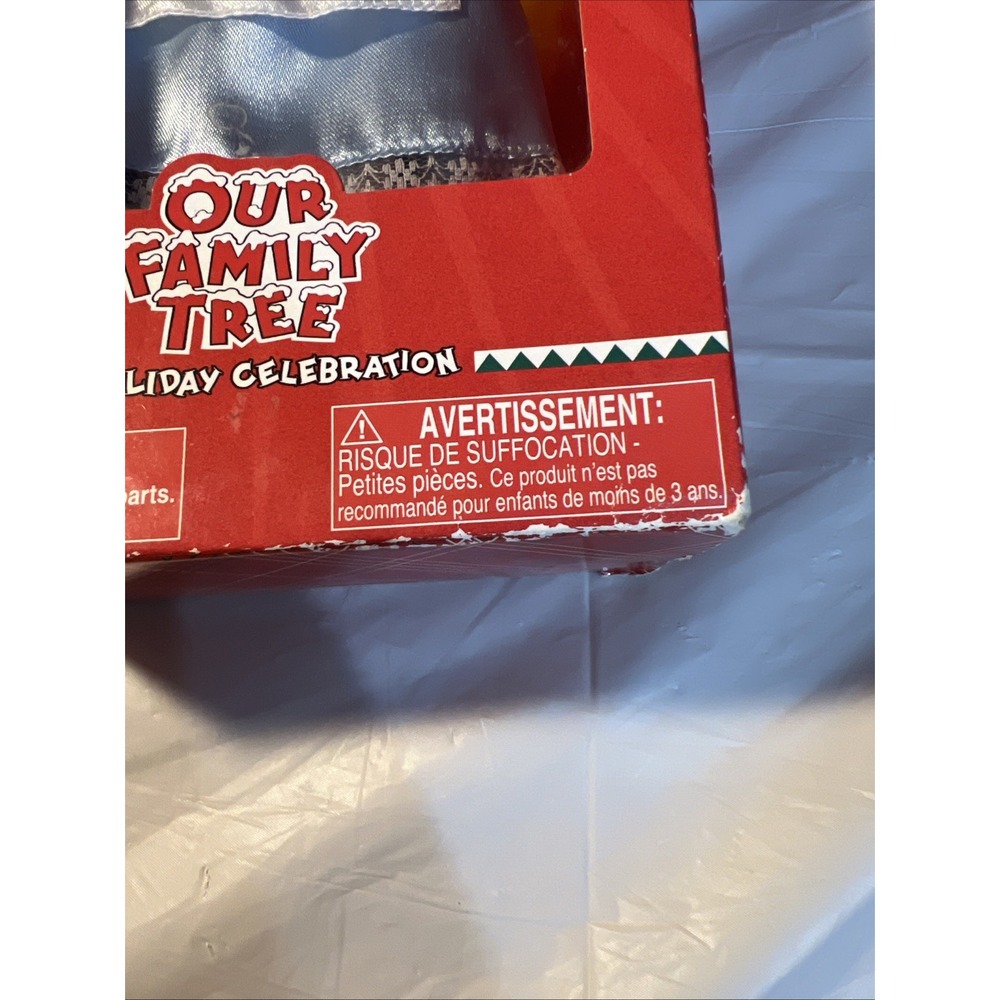 OUR
FAMILY
TREE
LIDAY CELEBRATION
AVERTISSEMENT:
RISQUE DE SUFFOCATION -
Petites pièces. Ce produit n'est pas
recommandé pour enfants de moins de 3 ans.
arts.